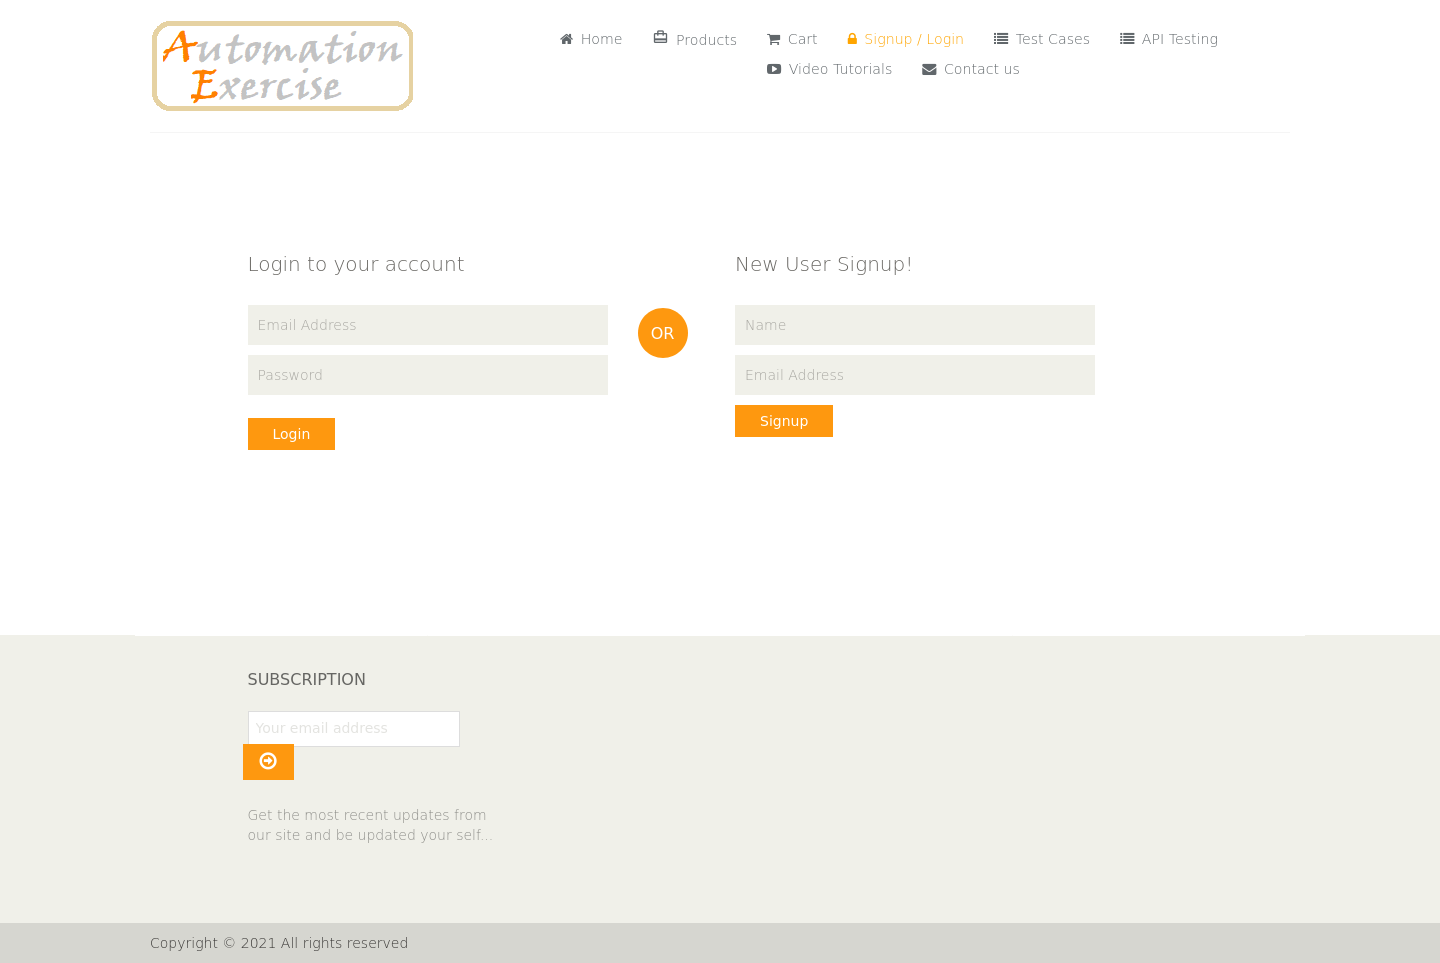 Automation
Exercise
Home
Products
Cart
Signup / Login
Test Cases
API Testing
Video Tutorials
Contact us
Login to your account
Email Address
Password
Login
OR
New User Signup!
Name
Email Address
Signup
SUBSCRIPTION
Your email address
Get the most recent updates from
our site and be updated your self...
Copyright © 2021 All rights reserved